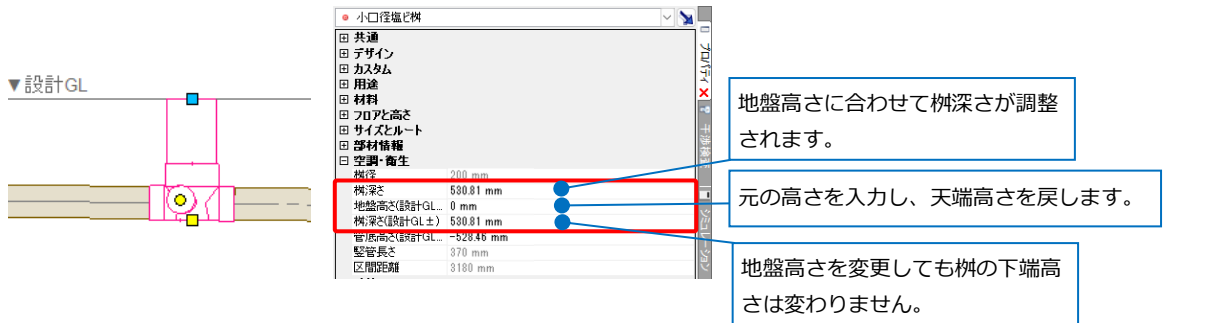 ▼設計GL
小口径塩ビ桝
共通
デザイン
カスタム
用途
材料
フロアと高さ
サイズとルート
部材情報
空調・衛生
桝径 200 mm
桝深さ 530.81 mm
地盤高さ(設計GL... 0 mm
桝深さ(設計GL±) 530.81 mm
管底高さ(設計GL... -528.46 mm
竪管長さ 370 mm
区間距離 3180 mm
プロパティ
地盤高さに合わせて桝深さが調整
されます。
元の高さを入力し、天端高さを戻します。
地盤高さを変更しても桝の下端高
さは変わりません。